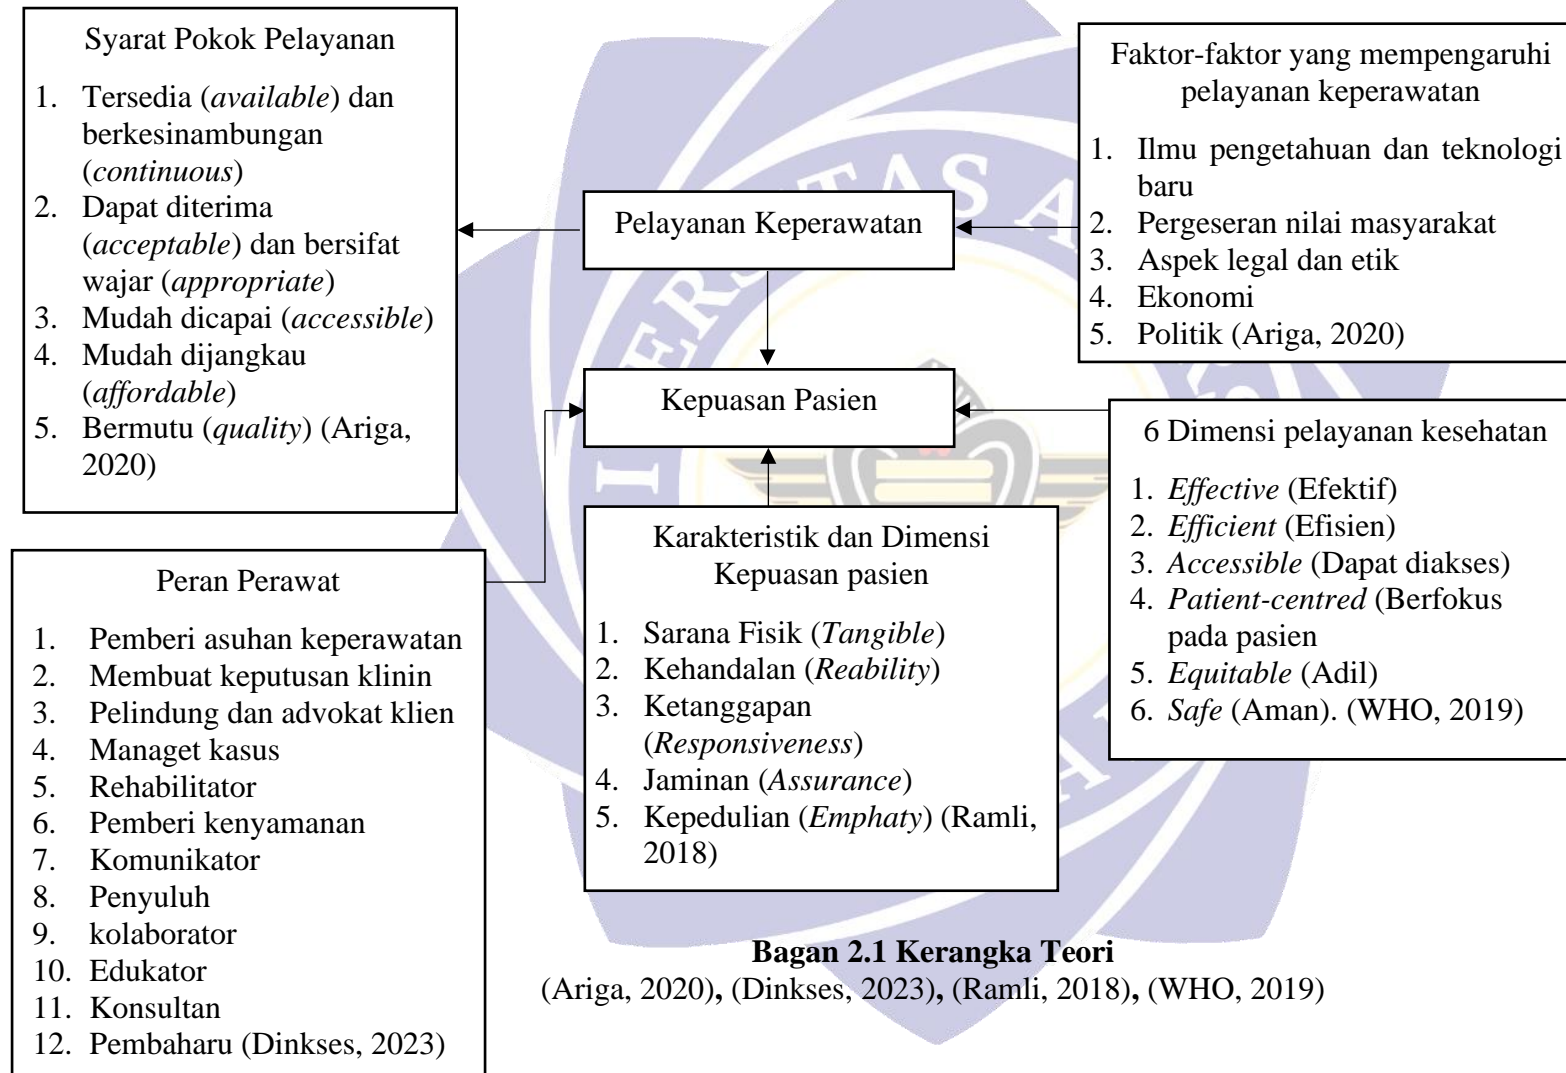 Syarat Pokok Pelayanan
1. Tersedia (available) dan
berkesinambungan
(continuous)
2. Dapat diterima
(acceptable) dan bersifat
wajar (appropriate)
3. Mudah dicapai (accessible)
4. Mudah dijangkau
(affordable)
5. Bermutu (quality) (Ariga,
2020)
Pelayanan Keperawatan
Faktor-faktor yang mempengaruhi
pelayanan keperawatan
1. Ilmu pengetahuan dan teknologi
baru
2. Pergeseran nilai masyarakat
3. Aspek legal dan etik
4. Ekonomi
5. Politik (Ariga, 2020)
Kepuasan Pasien
6 Dimensi pelayanan kesehatan
1. Effective (Efektif)
2. Efficient (Efisien)
3. Accessible (Dapat diakses)
4. Patient-centred (Berfokus
pada pasien
5. Equitable (Adil)
6. Safe (Aman). (WHO, 2019)
Peran Perawat
1. Pemberi asuhan keperawatan
2. Membuat keputusan klinin
3. Pelindung dan advokat klien
4. Managet kasus
5. Rehabilitator
6. Pemberi kenyamanan
7. Komunikator
8. Penyuluh
9. kolaborator
10. Edukator
11. Konsultan
12. Pembaharu (Dinkses, 2023)
Karakteristik dan Dimensi
Kepuasan pasien
1. Sarana Fisik (Tangible)
2. Kehandalan (Reability)
3. Ketanggapan
(Responsiveness)
4. Jaminan (Assurance)
5. Kepedulian (Emphaty) (Ramli,
2018)
Bagan 2.1 Kerangka Teori
(Ariga, 2020), (Dinkses, 2023), (Ramli, 2018), (WHO, 2019)